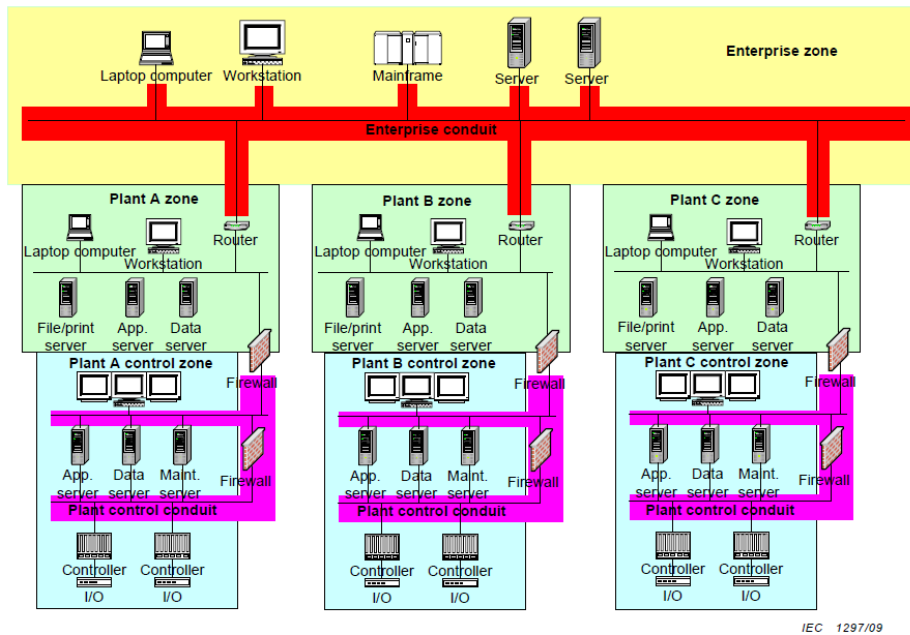 Enterprise zone
Laptop computer Workstation Mainframe Server Server
Enterprise conduit
Plant A zone
Router
Laptop computer
Workstation
File/print App. Data
server server server
Plant A control zone
Firewall
App. Data Maint. Firewall
server server server
Plant control conduit
Controller Controller
I/O I/O
Plant B zone
Router
Laptop computer
Workstation
File/print App. Data
server server server
Plant B control zone
Firewall
App. Data Maint. Firewall
server server server
Plant control conduit
Controller Controller
I/O I/O
Plant C zone
Router
Laptop computer
Workstation
File/print App. Data
server server server
Plant C control zone
Firewall
App. Data Maint. Firewall
server server server
Plant control conduit
Controller Controller
I/O I/O
IEC 1297/09